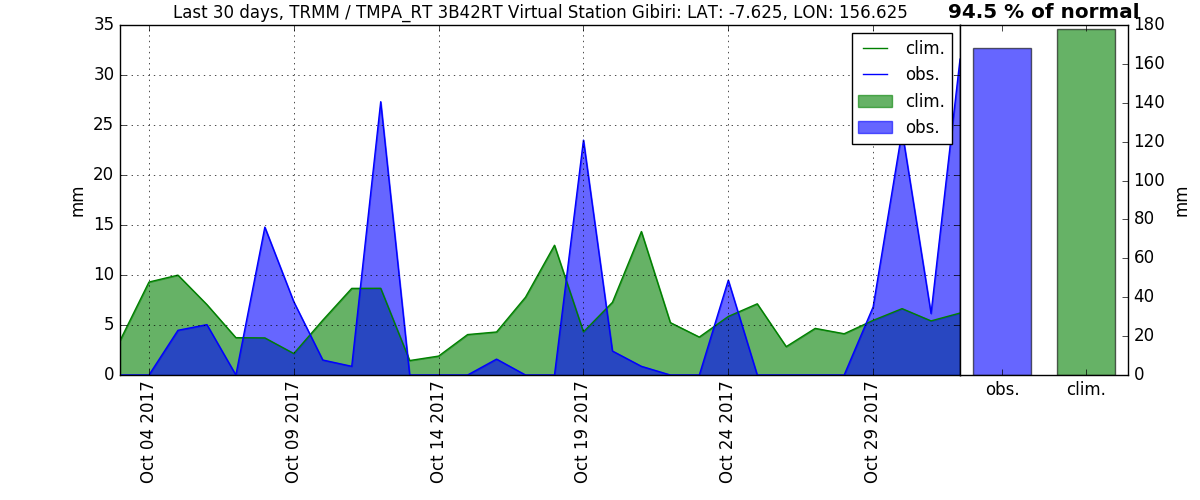 Last 30 days, TRMM / TMPA_RT 3B42RT Virtual Station Gibiri: LAT: -7.625, LON: 156.625
94.5 % of normal
35
30
25
20
15
10
5
0
mm
clim.
obs.
clim.
obs.
180
160
140
120
100
80
60
40
20
0
mm
Oct 04 2017
Oct 09 2017
Oct 14 2017
Oct 19 2017
Oct 24 2017
Oct 29 2017
obs.
clim.